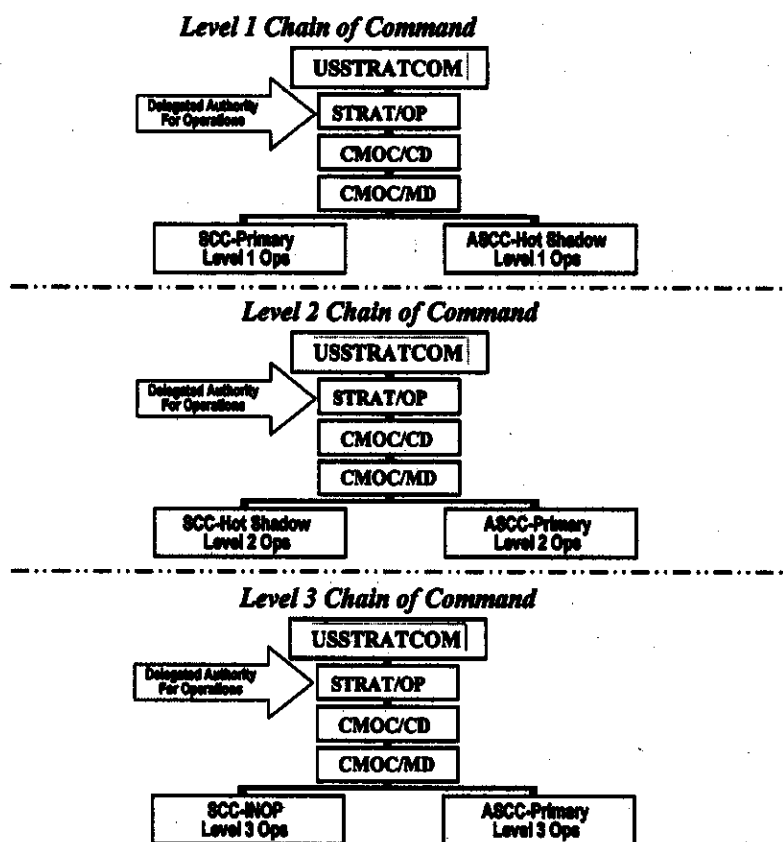 Level 1 Chain of Command
USSTRATCOM
Delegated Authority
For Operations
STRAT/OP
CMOC/CD
CMOC/MD
SCC-Primary
Level 1 Ops
ASCC-Hot Shadow
Level 1 Ops
Level 2 Chain of Command
USSTRATCOM
Delegated Authority
For Operations
STRAT/OP
CMOC/CD
CMOC/MD
SCC-Hot Shadow
Level 2 Ops
ASCC-Primary
Level 2 Ops
Level 3 Chain of Command
USSTRATCOM
Delegated Authority
For Operations
STRAT/OP
CMOC/CD
CMOC/MD
SCC-INOP
Level 3 Ops
ASCC-Primary
Level 3 Ops